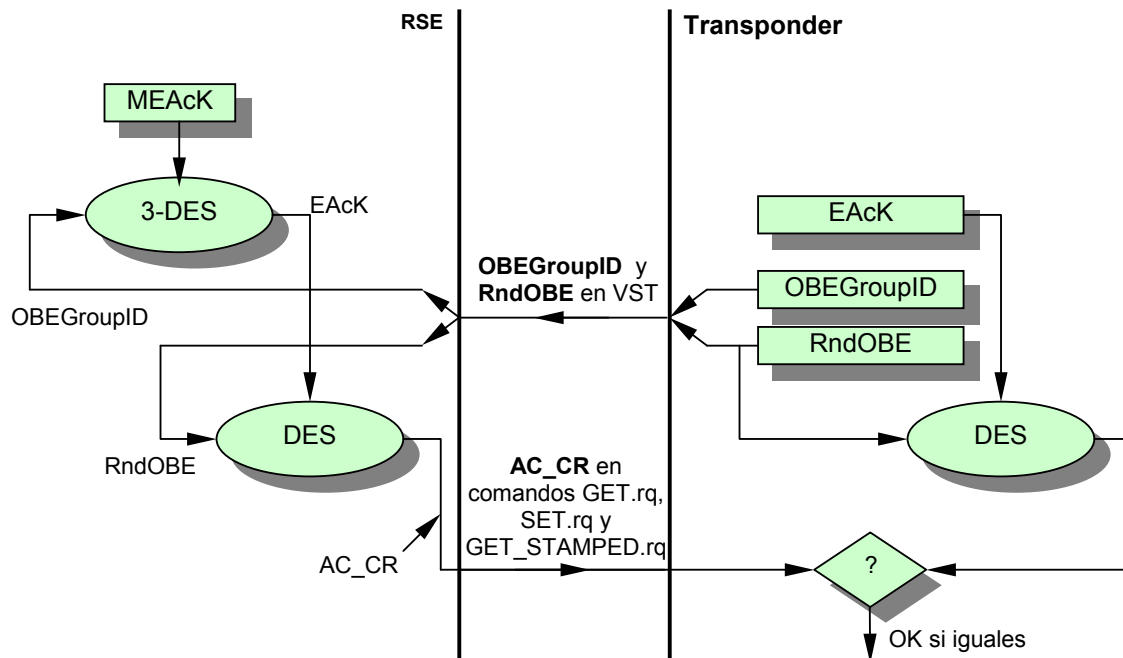 RSE
Transponder
MEAcK
3-DES
EAcK
EAcK
OBEGroupID y
RndOBE en VST
OBEGroupID
OBEGroupID
RndOBE
DES
DES
RndOBE
AC_CR en
comandos GET.rq,
SET.rq y
GET_STAMPED.rq
AC_CR
?
OK si iguales